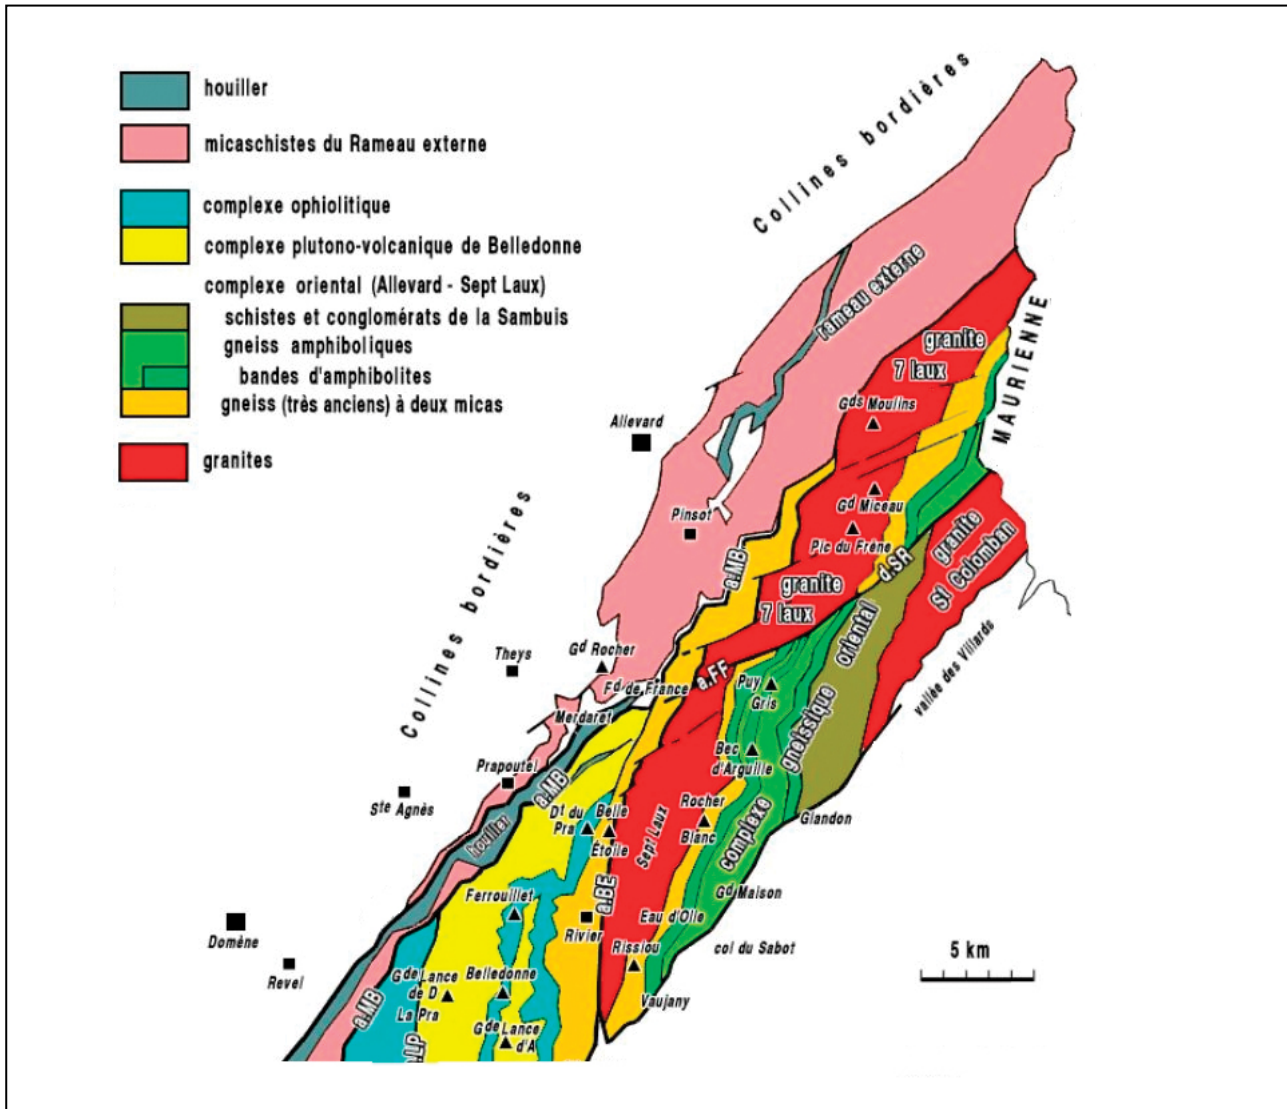 houiller
micaschistes du Rameau externe
complexe ophiolitique
complexe plutono-volcanique de Belledonne
complexe oriental (Allevard - Sept Laux)
schistes et conglomérats de la Sambuis
gneiss amphiboliques
bandes d'amphibolites
gneiss (très anciens) à deux micas
granites
Collines bordières
rameau externe
MAURIENNE
granite
7 laux
Gds Moulins
Allevard
Gd Miceau
Pinsot
Pic du Frêne
granite
St Colomban
Collines bordières
a.MB
d.SR
granite
7 laux
oriental
vallée des Villards
Theys
Gd Rocher
Fd de France
a.FF
Puy
Gris
Merdaret
gneissique
Prapoutel
a.MB
Bec
d'Arguille
Ste Agnès
Dt du
Pra
Belle
Étoile
Rocher
Blanc
Glandon
houiller
Sept Laux
complexe
Ferrouillet
a.BE
Gd Maison
Domène
Rivier
Eau d'Olle
Rissiou
col du Sabot
5 km
Revel
Gde Lance
de D
La Pra
Belledonne
Vaujany
a.MB
Gde Lance
d'A
.LP